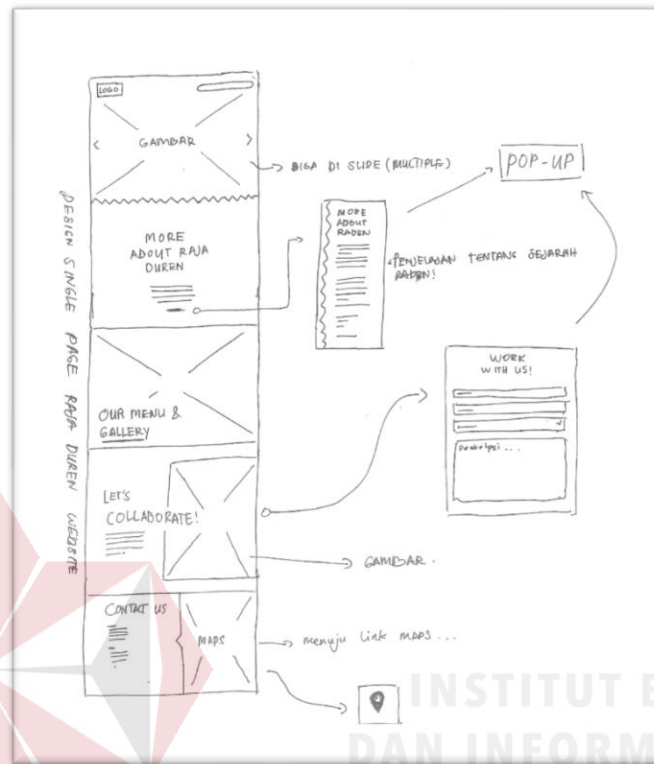 LOGO
GAMBAR
BISA DI SLIDE (MULTIPLE)
POP-UP
MORE
ABOUT RAJA
DUREN
MORE
ABOUT
RADEN
PENJELASAN TENTANG SEJARAH
RADEN!
DESIGN SINGLE PAGE RAJA DUREN WEBSITE
OUR MENU &
GALLERY
WORK
WITH US!
Deskripsi...
LET'S
COLLABORATE!
GAMBAR.
CONTACT US
MAPS
menuju link MAPS...
INSTITUT
DAN INFORM